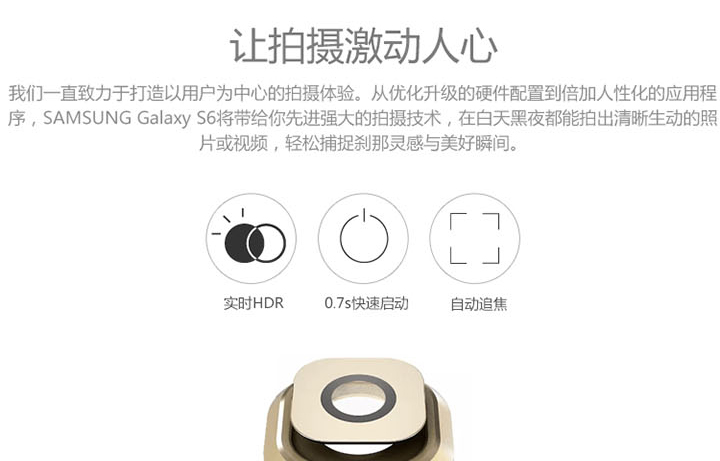 让拍摄激动人心
我们一直致力于打造以用户为中心的拍摄体验。从优化升级的硬件配置到倍加人性化的应用程
序，SAMSUNG Galaxy S6将带给你先进强大的拍摄技术，在白天黑夜都能拍出清晰生动的照
片或视频，轻松捕捉刹那灵感与美好瞬间。
实时HDR
0.7s快速启动
自动追焦